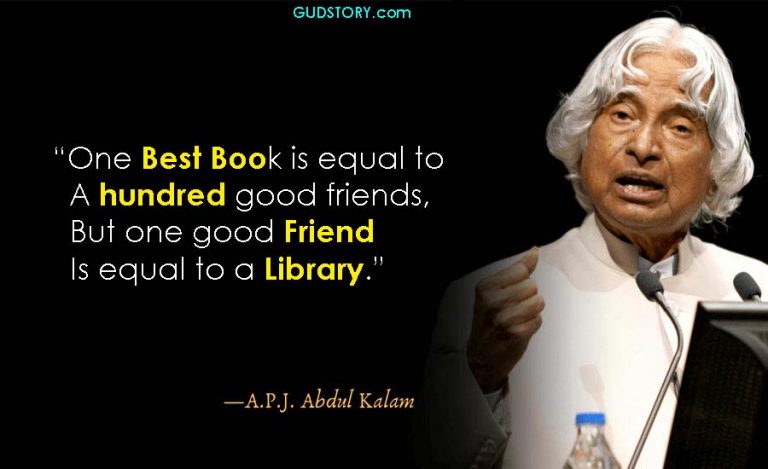 GUDSTORY.com
“One Best Book is equal to
A hundred good friends,
But one good Friend
Is equal to a Library.”
—A.P.J. Abdul Kalam